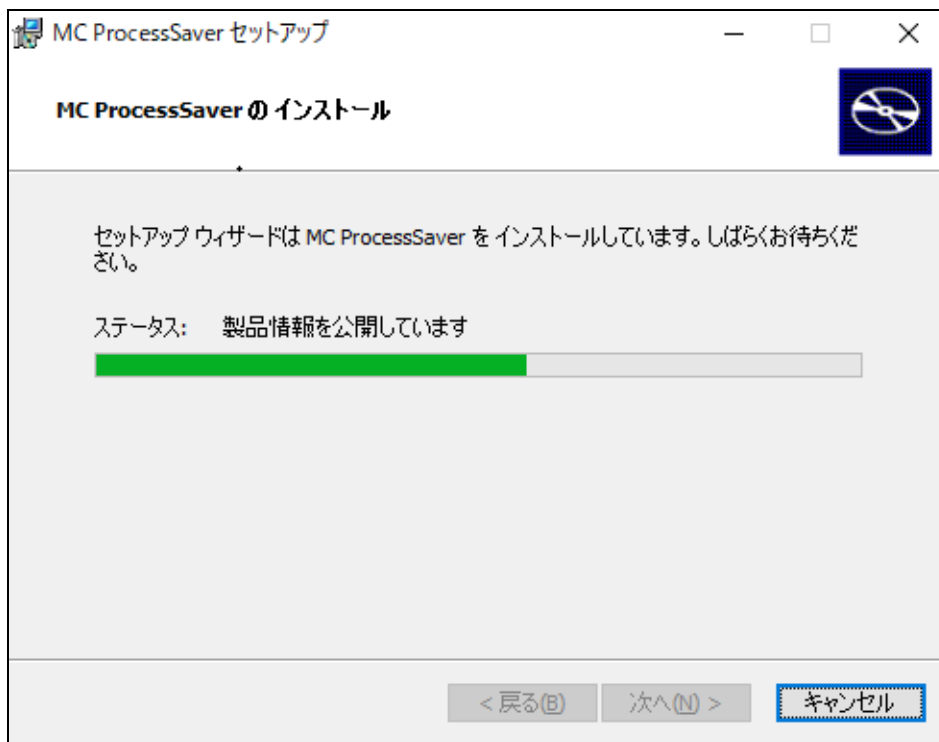 MC ProcessSaver セットアップ
MC ProcessSaver の インストール
セットアップ ウィザードは MC ProcessSaver を インストールしています。しばらくお待ちくだ
さい。
ステータス: 製品情報を公開しています
< 戻る(B) 次へ(N) > キャンセル